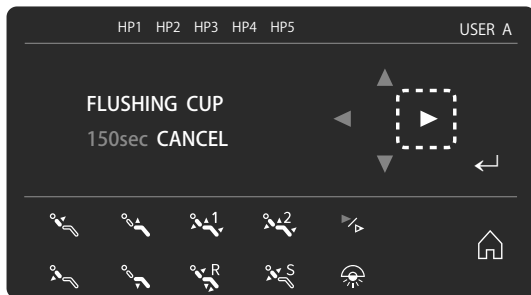 HP1 HP2 HP3 HP4 HP5 USER A
FLUSHING CUP
150sec CANCEL
1 2
R S